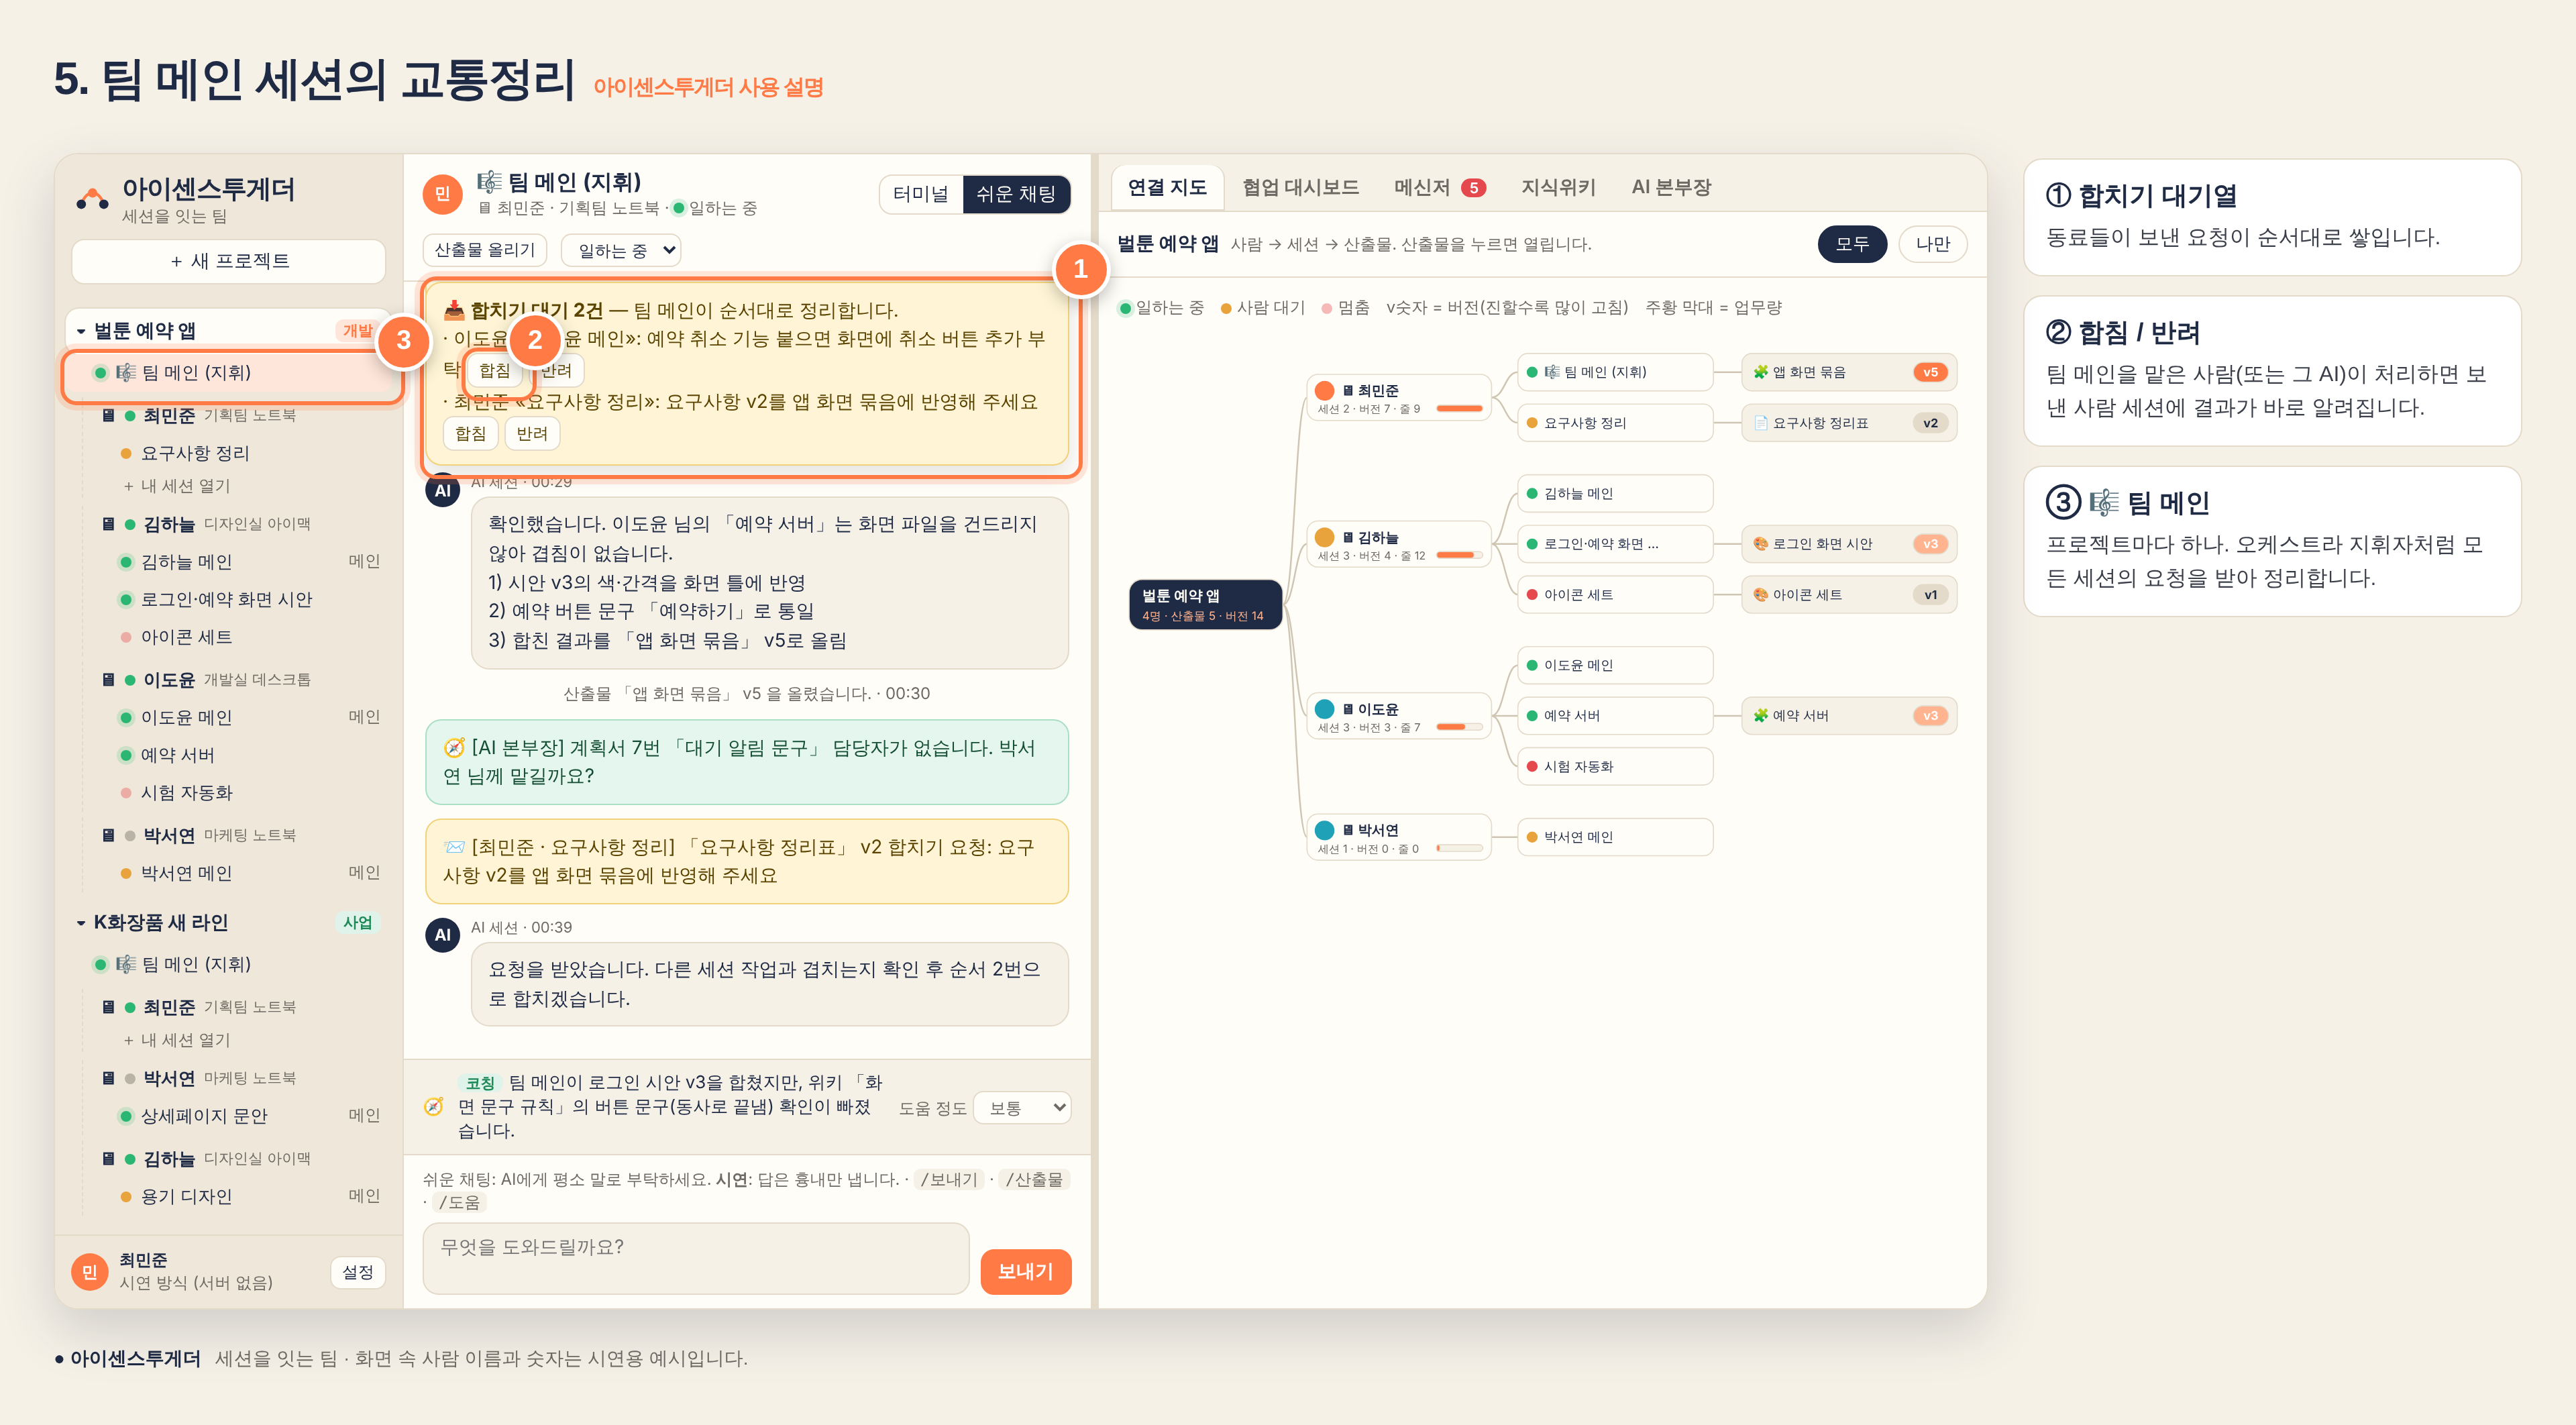 5. 팀 메인 세션의 교통정리 아이센스투게더 사용 설명
아이센스투게더
세션을 잇는 팀
+ 새 프로젝트
벌툰 예약 앱 개발
팀 메인 (지휘)
최민준 기획팀 노트북
요구사항 정리
+ 내 세션 열기
김하늘 디자인실 아이맥
김하늘 메인 메인
로그인·예약 화면 시안
아이콘 세트
이도윤 개발실 데스크톱
이도윤 메인 메인
예약 서버
시험 자동화
박서연 마케팅 노트북
박서연 메인 메인
K화장품 새 라인 사업
팀 메인 (지휘)
최민준 기획팀 노트북
+ 내 세션 열기
박서연 마케팅 노트북
상세페이지 문안 메인
김하늘 디자인실 아이맥
용기 디자인 메인
민 최민준
시연 방식 (서버 없음)
설정
민 팀 메인 (지휘)
최민준 · 기획팀 노트북 · 일하는 중
터미널 쉬운 채팅
산출물 올리기 일하는 중
1
2
3
합치기 대기 2건 — 팀 메인이 순서대로 정리합니다.
· 이도윤 메인»: 예약 취소 기능 붙으면 화면에 취소 버튼 추가 부
탁 합침 반려
· 최민준 «요구사항 정리»: 요구사항 v2를 앱 화면 묶음에 반영해 주세요
합침 반려
AI AI 세션 · 00:29
확인했습니다. 이도윤 님의 「예약 서버」는 화면 파일을 건드리지
않아 겹침이 없습니다.
1) 시안 v3의 색·간격을 화면 틀에 반영
2) 예약 버튼 문구 「예약하기」로 통일
3) 합친 결과를 「앱 화면 묶음」 v5로 올림
산출물 「앱 화면 묶음」 v5 을 올렸습니다. · 00:30
[AI 본부장] 계획서 7번 「대기 알림 문구」 담당자가 없습니다. 박서
연 님께 맡길까요?
[최민준 · 요구사항 정리] 「요구사항 정리표」 v2 합치기 요청: 요구
사항 v2를 앱 화면 묶음에 반영해 주세요
AI AI 세션 · 00:39
요청을 받았습니다. 다른 세션 작업과 겹치는지 확인 후 순서 2번으
로 합치겠습니다.
코칭 팀 메인이 로그인 시안 v3을 합쳤지만, 위키 「화
면 문구 규칙」의 버튼 문구(동사로 끝냄) 확인이 빠졌
습니다.
도움 정도 보통
쉬운 채팅: AI에게 평소 말로 부탁하세요. 시연: 답은 흉내만 냅니다. · /보내기 · /산출물
· /도움
무엇을 도와드릴까요?
보내기
연결 지도 협업 대시보드 메신저 5 지식위키 AI 본부장
벌툰 예약 앱 사람 → 세션 → 산출물. 산출물을 누르면 열립니다.
모두 나만
일하는 중 사람 대기 멈춤 v숫자 = 버전(진할수록 많이 고침) 주황 막대 = 업무량
벌툰 예약 앱
4명 · 산출물 5 · 버전 14
최민준
세션 2 · 버전 7 · 줄 9
팀 메인 (지휘) 앱 화면 묶음 v5
요구사항 정리 요구사항 정리표 v2
김하늘
세션 3 · 버전 4 · 줄 12
김하늘 메인
로그인·예약 화면 ... 로그인 화면 시안 v3
아이콘 세트 아이콘 세트 v1
이도윤
세션 3 · 버전 3 · 줄 7
이도윤 메인
예약 서버 예약 서버 v3
시험 자동화
박서연
세션 1 · 버전 0 · 줄 0
박서연 메인
① 합치기 대기열
동료들이 보낸 요청이 순서대로 쌓입니다.
② 합침 / 반려
팀 메인을 맡은 사람(또는 그 AI)이 처리하면 보
낸 사람 세션에 결과가 바로 알려집니다.
③ 팀 메인
프로젝트마다 하나. 오케스트라 지휘자처럼 모
든 세션의 요청을 받아 정리합니다.
● 아이센스투게더 세션을 잇는 팀 · 화면 속 사람 이름과 숫자는 시연용 예시입니다.